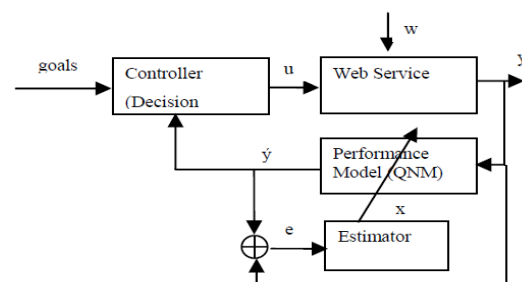 w
goals
Controller
(Decision
u
Web Service
y
ý
Performance
Model (QNM)
x
e
Estimator